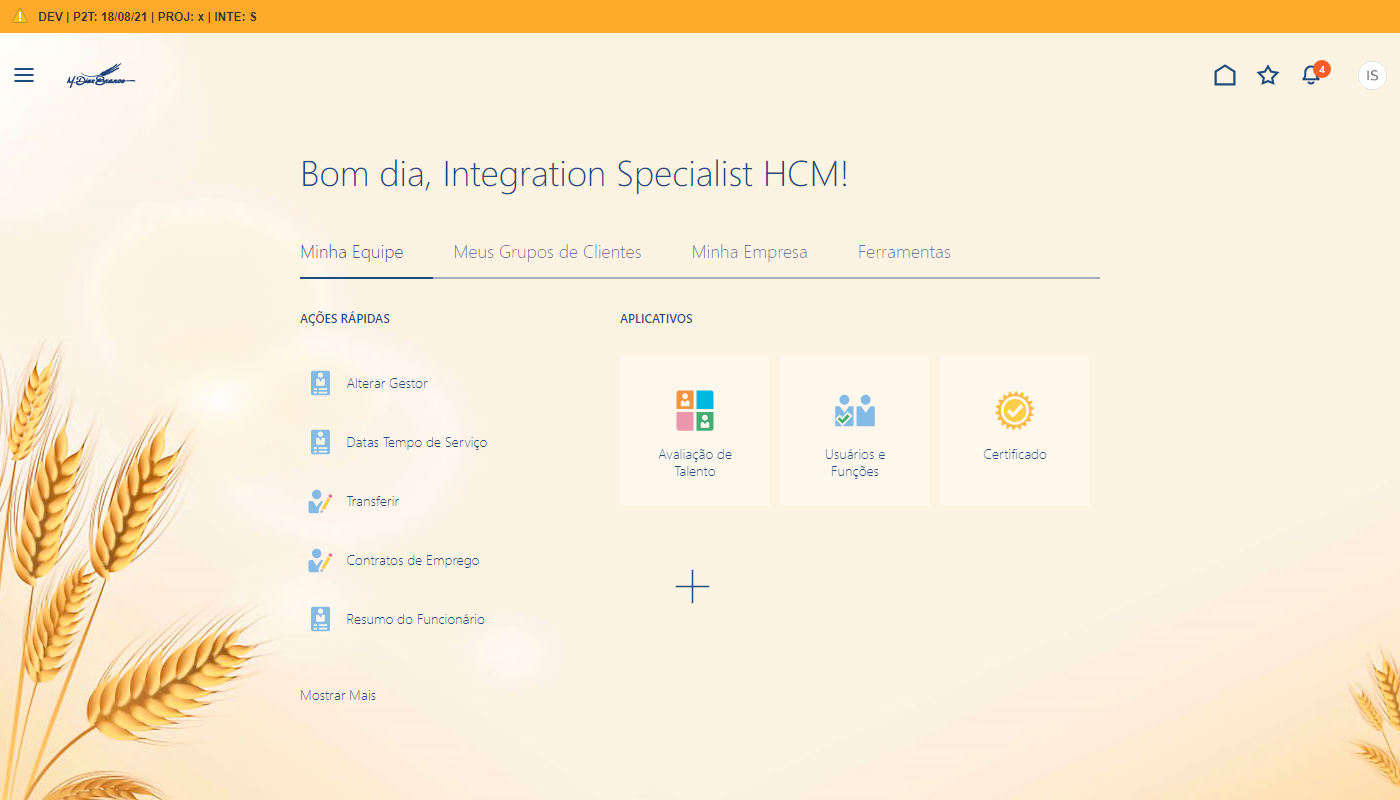 DEV | P2T: 18/08/21 | PROJ: x | INTE: S
M.Dias Branco
4
IS
Bom dia, Integration Specialist HCM!
Minha Equipe
Meus Grupos de Clientes
Minha Empresa
Ferramentas
AÇÕES RÁPIDAS
Alterar Gestor
Datas Tempo de Serviço
Transferir
Contratos de Emprego
Resumo do Funcionário
Mostrar Mais
APLICATIVOS
Avaliação de
Talento
Usuários e
Funções
Certificado